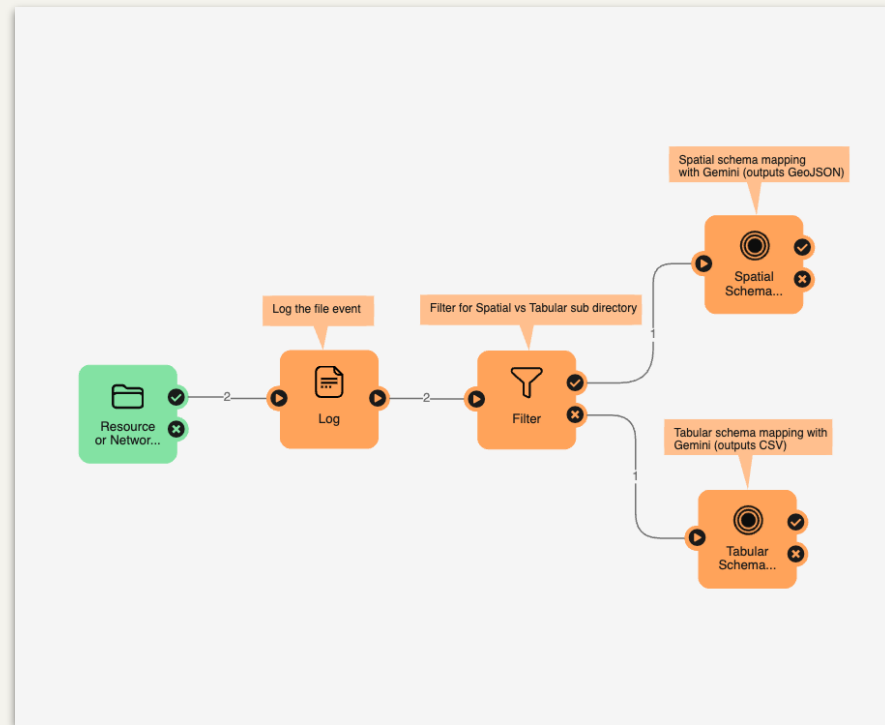 Spatial schema mapping
with Gemini (outputs GeoJSON)
Spatial
Schema...
Log the file event
Filter for Spatial vs Tabular sub directory
1
2
2
Log
Filter
Resource
or Networ...
Tabular schema mapping with
Gemini (outputs CSV)
1
Tabular
Schema...